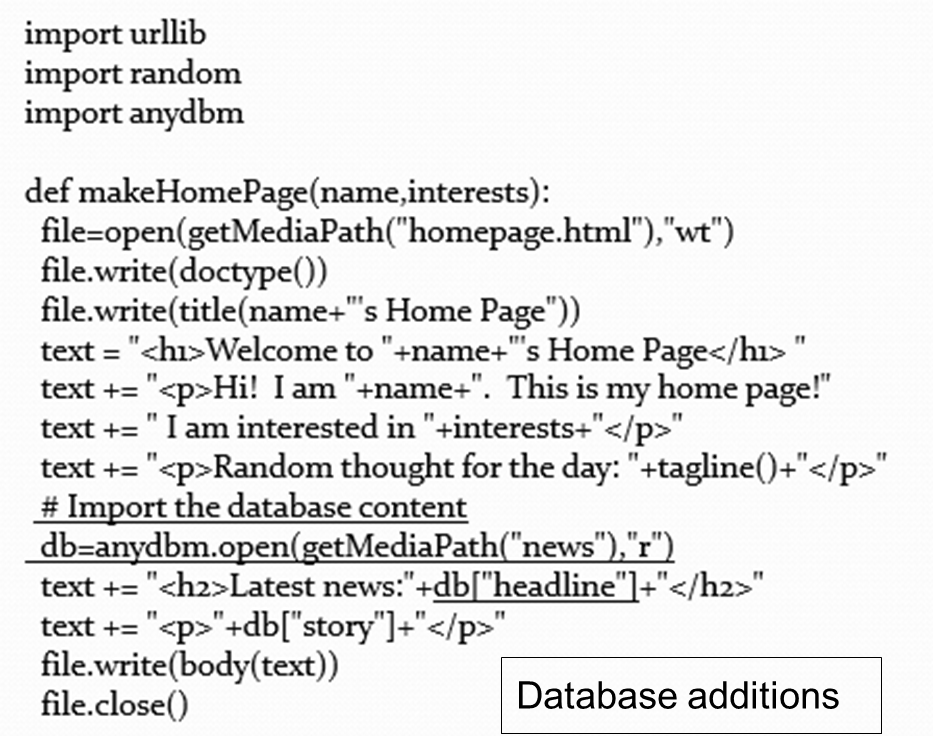 import urllib
import random
import anydbm

def makeHomePage(name,interests):
  file=open(getMediaPath("homepage.html"),"wt")
  file.write(doctype())
  file.write(title(name+"'s Home Page"))
  text = "<h1>Welcome to "+name+"'s Home Page</h1> "
  text += "<p>Hi!  I am "+name+".  This is my home page!"
  text += " I am interested in "+interests+"</p>"
  text += "<p>Random thought for the day: "+tagline()+"</p>"
  # Import the database content
  db=anydbm.open(getMediaPath("news"),"r")
  text += "<h2>Latest news:"+db["headline"]+"</h2>"
  text += "<p>"+db["story"]+"</p>"
  file.write(body(text))
  file.close()
Database additions